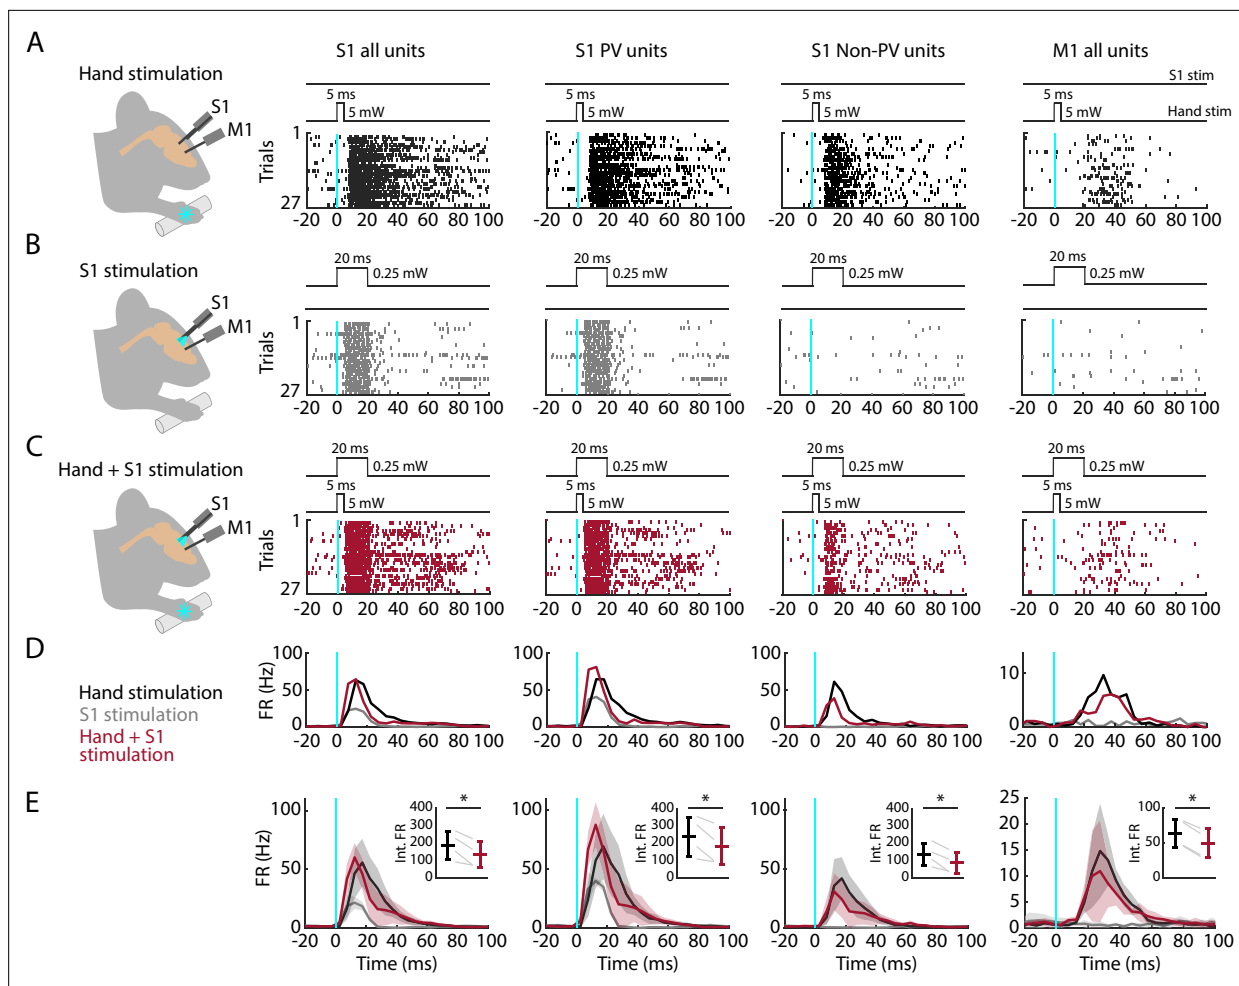 A
S1 all units
S1 PV units
S1 Non-PV units
M1 all units
Hand stimulation
S1
M1
S1 stim
Hand stim
5 ms
5 mW
5 ms
5 mW
5 ms
5 mW
5 ms
5 mW
Trials
1
27
-20 0 20 40 60 80 100
-20 0 20 40 60 80 100
-20 0 20 40 60 80 100
-20 0 20 40 60 80 100
B
S1 stimulation
S1
M1
20 ms
0.25 mW
20 ms
0.25 mW
20 ms
0.25 mW
20 ms
0.25 mW
Trials
1
27
-20 0 20 40 60 80 100
-20 0 20 40 60 80 100
-20 0 20 40 60 80 100
-20 0 20 40 60 80 100
C
Hand + S1 stimulation
S1
M1
20 ms
0.25 mW
20 ms
0.25 mW
20 ms
0.25 mW
20 ms
0.25 mW
5 ms
5 mW
5 ms
5 mW
5 ms
5 mW
5 ms
5 mW
Trials
1
27
-20 0 20 40 60 80 100
-20 0 20 40 60 80 100
-20 0 20 40 60 80 100
-20 0 20 40 60 80 100
D
Hand stimulation
S1 stimulation
Hand + S1
stimulation
FR (Hz)
100
50
0
100
50
0
100
50
0
10
0
-20 0 20 40 60 80 100
-20 0 20 40 60 80 100
-20 0 20 40 60 80 100
-20 0 20 40 60 80 100
E
FR (Hz)
100
50
0
Int. FR
400
300
200
100
0
*
100
50
0
Int. FR
400
300
200
100
0
*
100
50
0
Int. FR
400
300
200
100
0
*
25
20
15
10
5
0
Int. FR
100
50
0
*
-20 0 20 40 60 80 100
-20 0 20 40 60 80 100
-20 0 20 40 60 80 100
-20 0 20 40 60 80 100
Time (ms)
Time (ms)
Time (ms)
Time (ms)